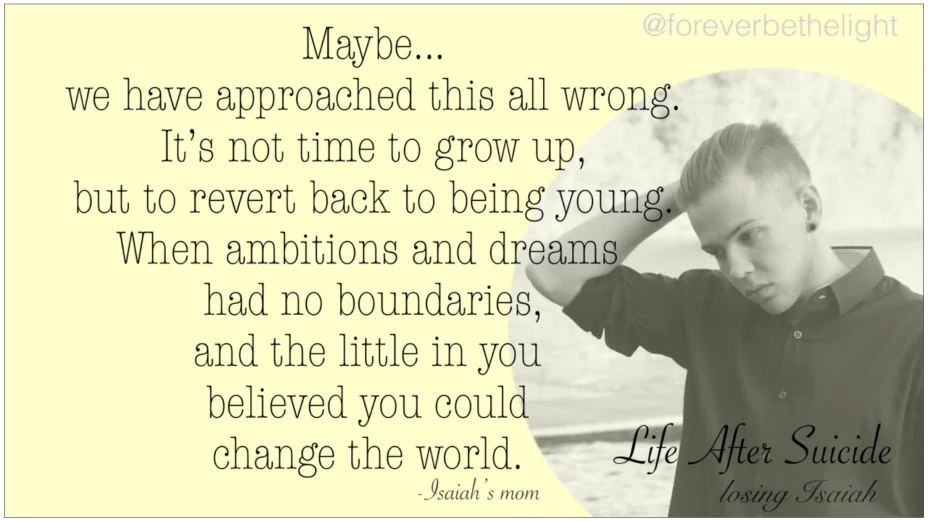 @foreverbethelight
Maybe...
we have approached this all wrong.
It's not time to grow up,
but to revert back to being young.
When ambitions and dreams
had no boundaries,
and the little in you
believed you could
change the world.
-Isaiah's mom
Life After Suicide
losing Isaiah